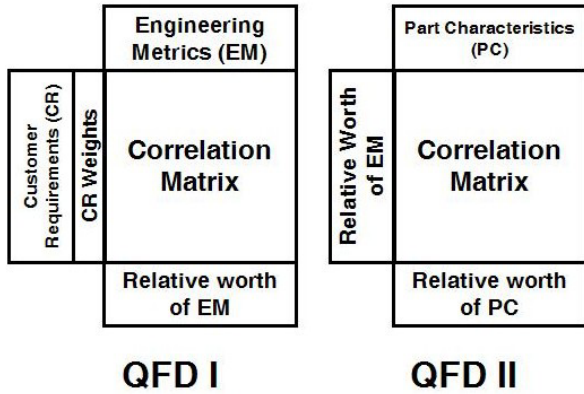 Engineering
Metrics (EM)
Customer
Requirements (CR)
CR Weights
Correlation
Matrix
Relative worth
of EM
QFD I
Part Characteristics
(PC)
Relative Worth
of EM
Correlation
Matrix
Relative worth
of PC
QFD II